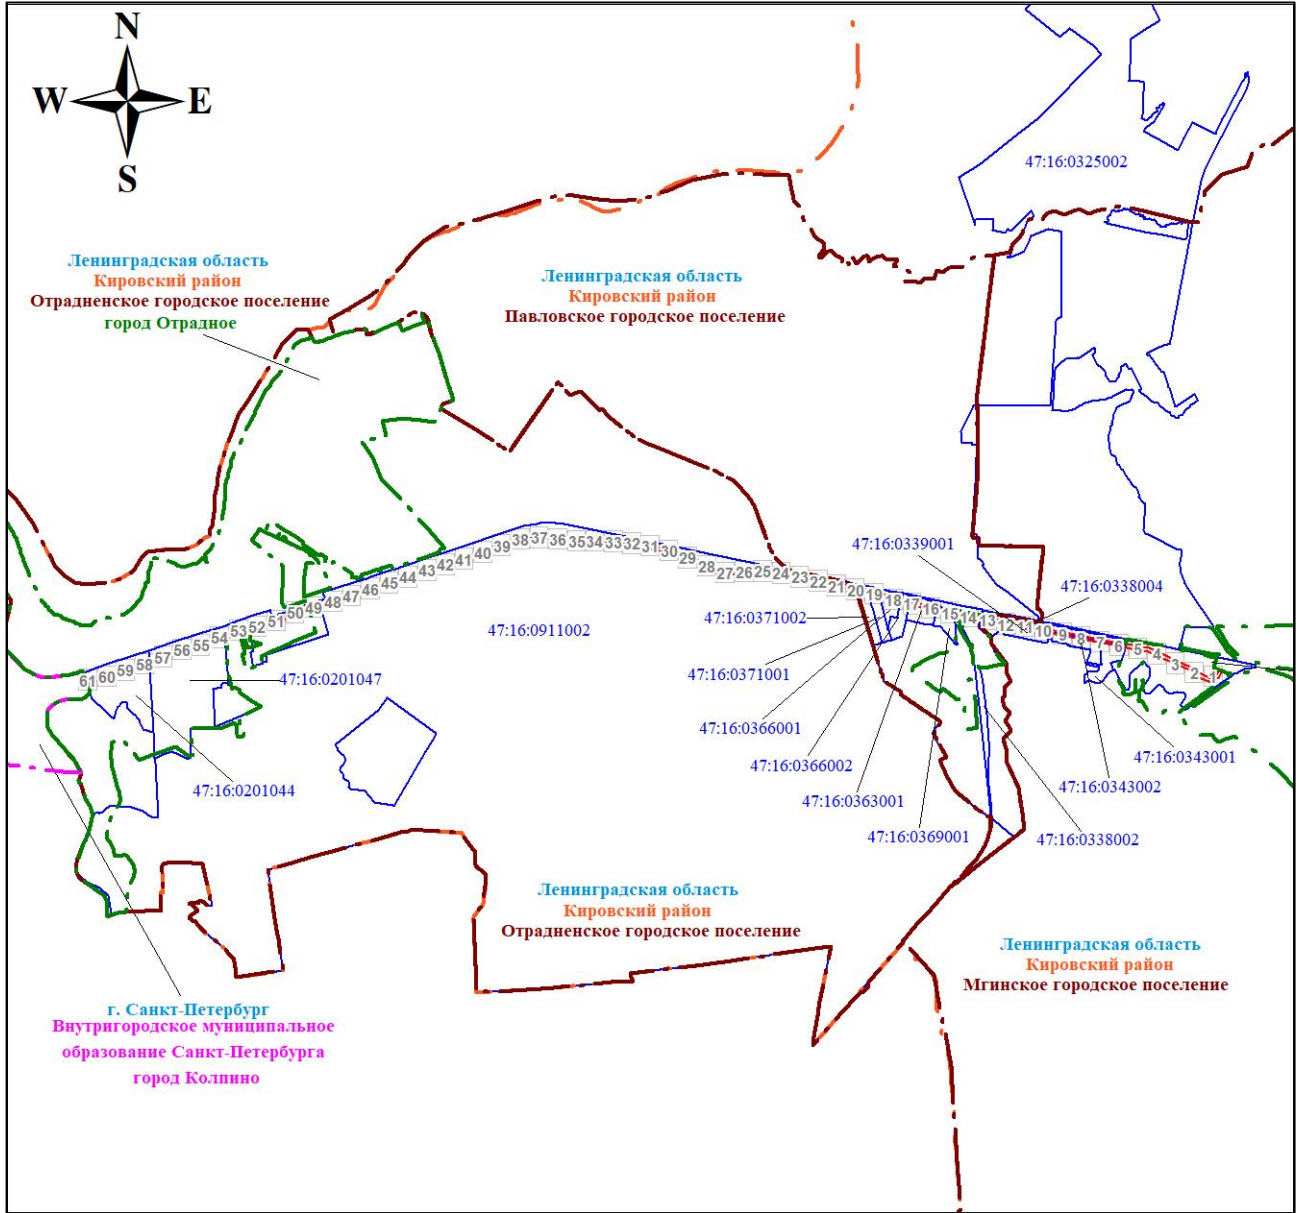 N
W E
S
47:16:0325002
Ленинградская область
Кировский район
Отрадненское городское поселение
город Отрадное
Ленинградская область
Кировский район
Павловское городское поселение
47:16:0339001
47:16:0338004
47:16:0371002
47:16:0911002
47:16:0371001
47:16:0201047
47:16:0366001
47:16:0366002
47:16:0343001
47:16:0343002
47:16:0201044
47:16:0363001
47:16:0369001
47:16:0338002
61 60 59 58 57 56 55 54 53 52 51 50 49 48 47 46 45 44 43 42 41 40 39 38 37 36 35 34 33 32 31 30 29 28 27 26 25 24 23 22 21 20 19 18 17 16 15 14 13 12 11 10 9 8 7 6 5 4 3 2 1
Ленинградская область
Кировский район
Отрадненское городское поселение
Ленинградская область
Кировский район
Мгинское городское поселение
г. Санкт-Петербург
Внутригородское муниципальное
образование Санкт-Петербурга
город Колпино